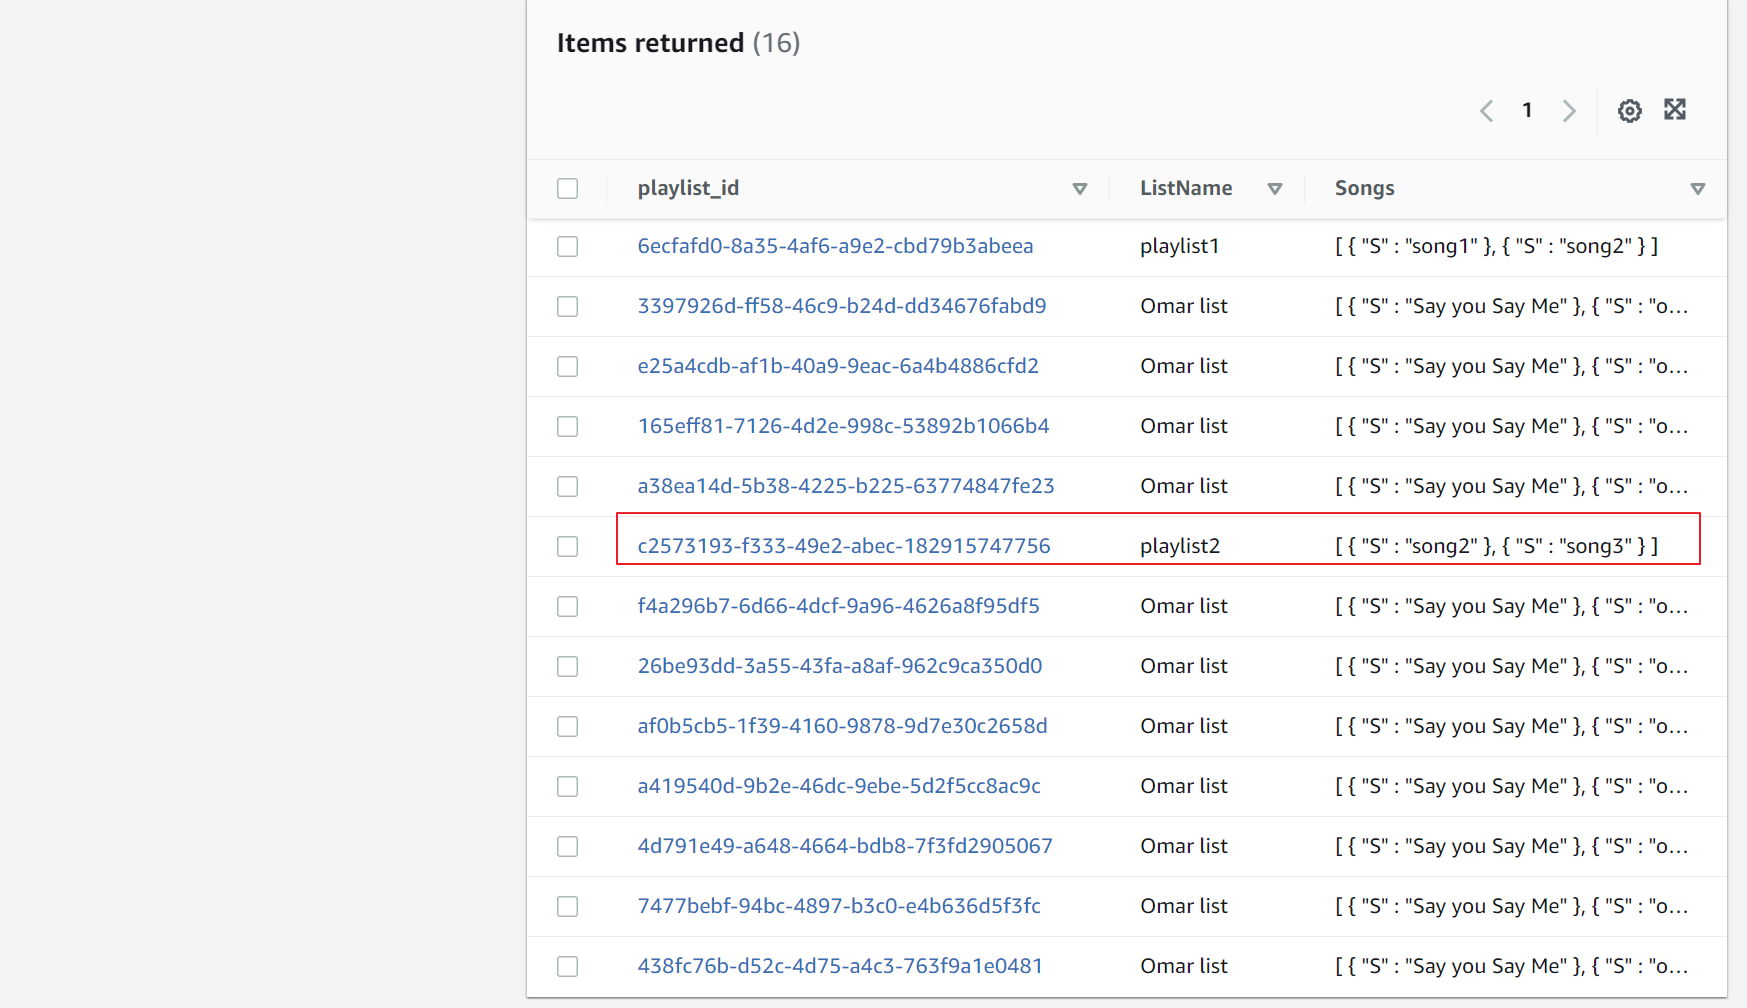 Items returned (16)
1
playlist_id ListName Songs
6ecfafd0-8a35-4af6-a9e2-cbd79b3abeea playlist1 [ { "S" : "song1" }, { "S" : "song2" } ]
3397926d-ff58-46c9-b24d-dd34676fabd9 Omar list [ { "S" : "Say you Say Me" }, { "S" : "o...
e25a4cdb-af1b-40a9-9eac-6a4b4886cfd2 Omar list [ { "S" : "Say you Say Me" }, { "S" : "o...
165eff81-7126-4d2e-998c-53892b1066b4 Omar list [ { "S" : "Say you Say Me" }, { "S" : "o...
a38ea14d-5b38-4225-b225-63774847fe23 Omar list [ { "S" : "Say you Say Me" }, { "S" : "o...
c2573193-f333-49e2-abec-182915747756 playlist2 [ { "S" : "song2" }, { "S" : "song3" } ]
f4a296b7-6d66-4dcf-9a96-4626a8f95df5 Omar list [ { "S" : "Say you Say Me" }, { "S" : "o...
26be93dd-3a55-43fa-a8af-962c9ca350d0 Omar list [ { "S" : "Say you Say Me" }, { "S" : "o...
af0b5cb5-1f39-4160-9878-9d7e30c2658d Omar list [ { "S" : "Say you Say Me" }, { "S" : "o...
a419540d-9b2e-46dc-9ebe-5d2f5cc8ac9c Omar list [ { "S" : "Say you Say Me" }, { "S" : "o...
4d791e49-a648-4664-bdb8-7f3fd2905067 Omar list [ { "S" : "Say you Say Me" }, { "S" : "o...
7477bebf-94bc-4897-b3c0-e4b636d5f3fc Omar list [ { "S" : "Say you Say Me" }, { "S" : "o...
438fc76b-d52c-4d75-a4c3-763f9a1e0481 Omar list [ { "S" : "Say you Say Me" }, { "S" : "o...